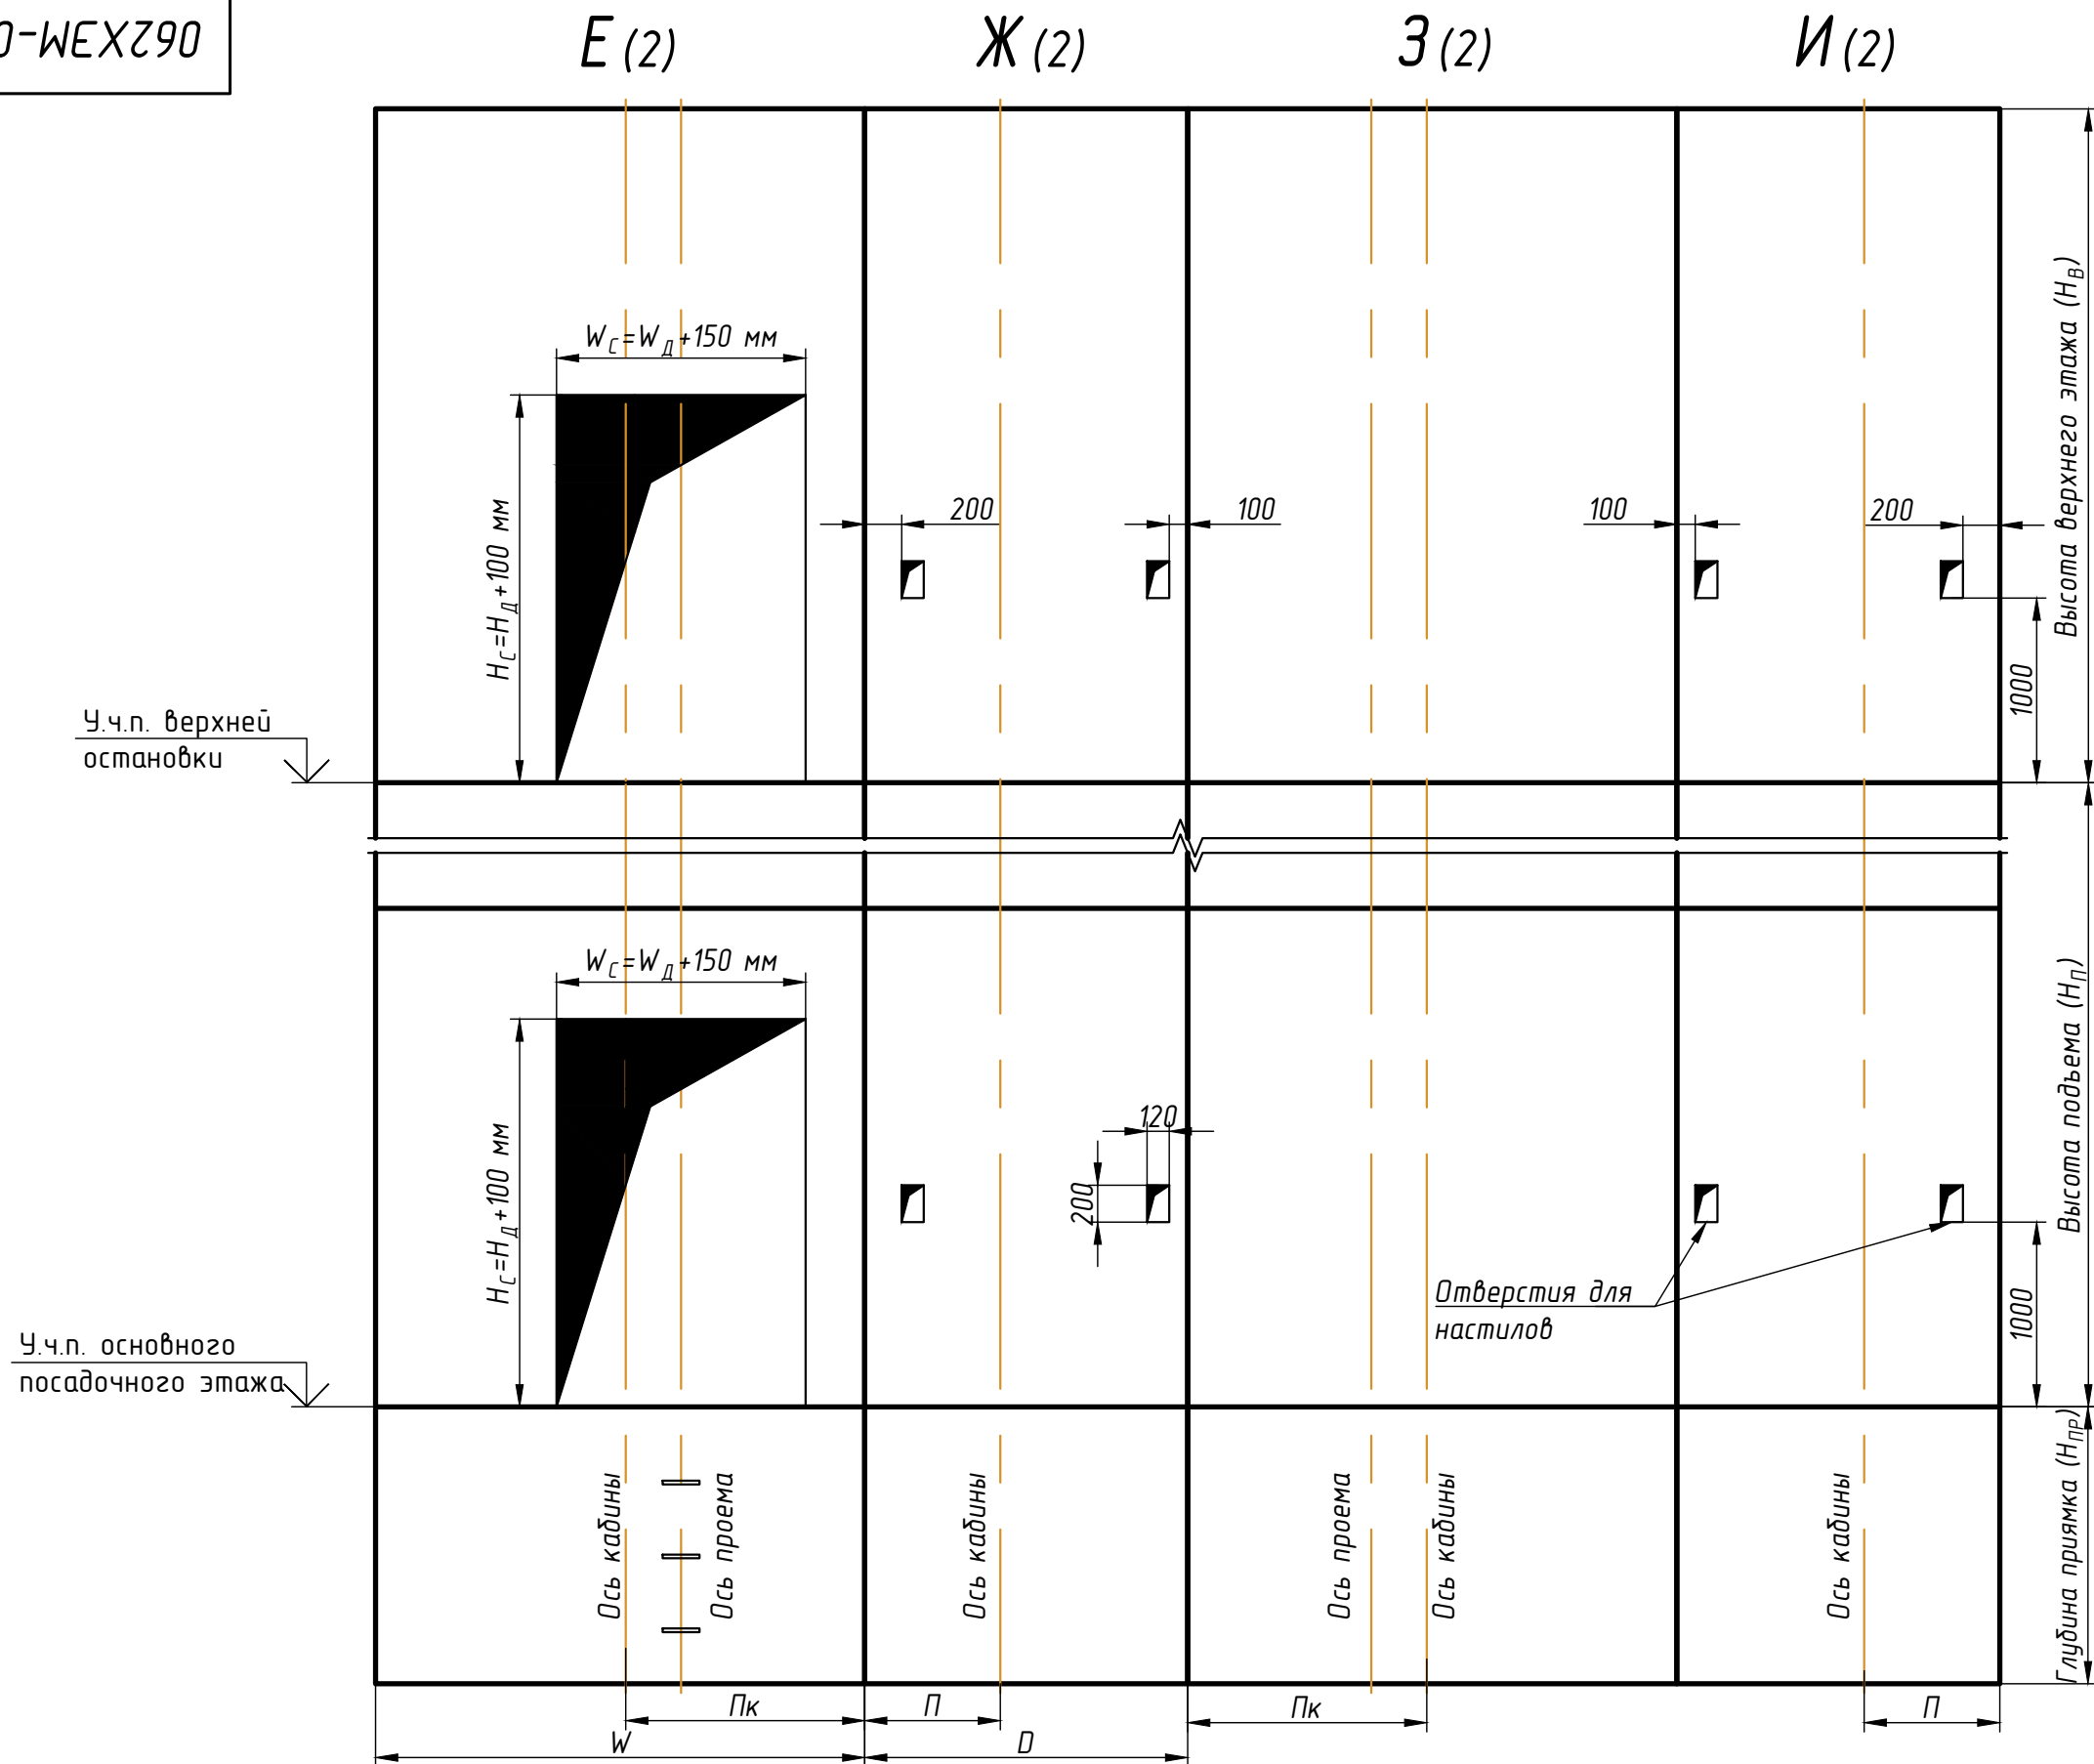 Е (2)
Ж (2)
З (2)
И (2)
WС=WД+150 мм
HС=HД+100 мм
200
100
100
200
1000
Высота верхнего этажа (HВ)
У.ч.п. верхней
остановки
WС=WД+150 мм
HС=HД+100 мм
120
200
Отверстия для
настилов
1000
Высота подъема (HП)
У.ч.п. основного
посадочного этажа
Ось кабины
Ось проема
Ось кабины
Ось проема
Ось кабины
Ось кабины
Глубина приямка (HПР)
Пк
П
Пк
П
W
D